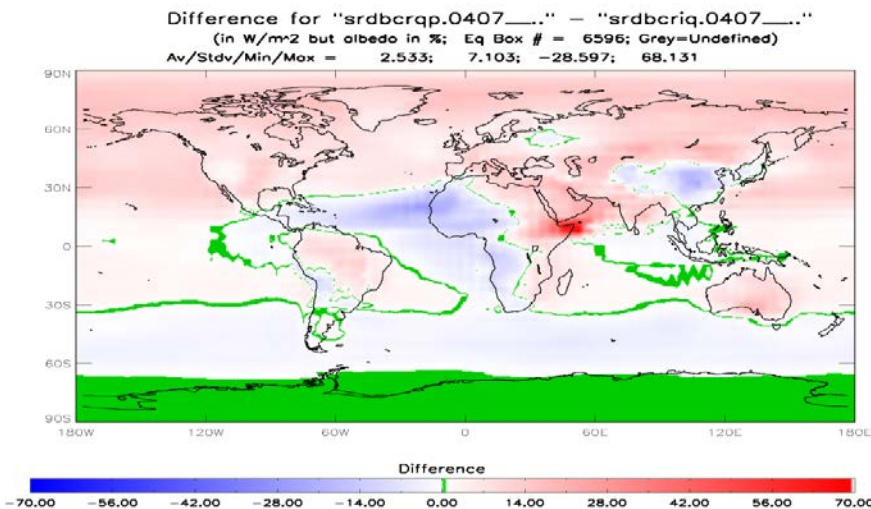 Difference for "srdbcrqp.0407__.." - "srdbcriq.0407__.."
(in W/m^2 but albedo in %; Eq Box # = 6596; Grey=Undefined)
Av/Stdv/Min/Max = 2.533; 7.103; -28.597; 68.131
90N
60N
30N
0
30S
60S
90S
180W 120W 60W 0 60E 120E 180E
Difference
-70.00 -56.00 -42.00 -28.00 -14.00 0.00 14.00 28.00 42.00 56.00 70.00